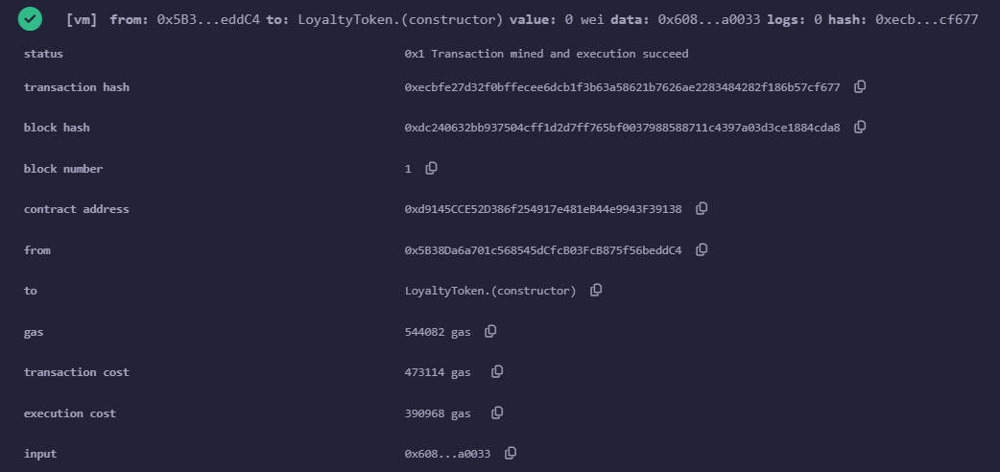 [vm] from: 0x5B3...eddC4 to: LoyaltyToken.(constructor) value: 0 wei data: 0x608...a0033 logs: 0 hash: 0xecb...cf677
status 0x1 Transaction mined and execution succeed
transaction hash 0xecbfe27d32f0bffecee6dcb1f3b63a58621b7626ae2283484282f186b57cf677
block hash 0xdc240632bb937504cff1d2d7ff765bf0037988588711c4397a03d3ce1884cda8
block number 1
contract address 0xd9145CCE52D386f254917e481eB44e9943F39138
from 0x5B38Da6a701c568545dCfcB03FcB875f56beddC4
to LoyaltyToken.(constructor)
gas 544082 gas
transaction cost 473114 gas
execution cost 390968 gas
input 0x608...a0033